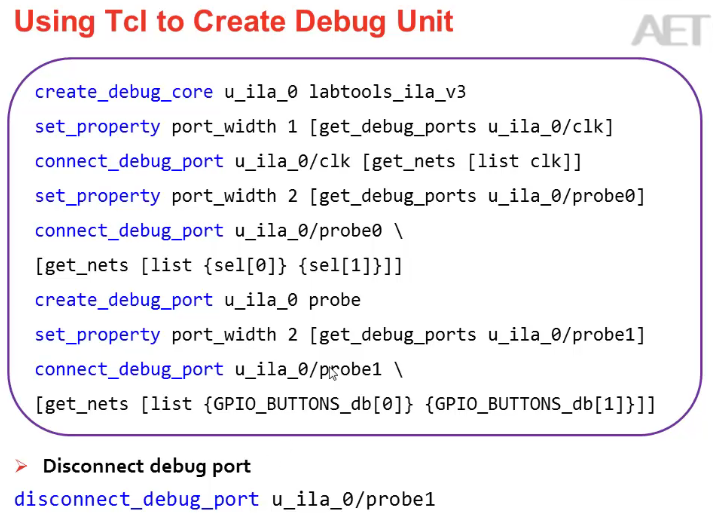 Using Tcl to Create Debug Unit
AET
create_debug_core u_ila_0 labtools_ila_v3
set_property port_width 1 [get_debug_ports u_ila_0/clk]
connect_debug_port u_ila_0/clk [get_nets [list clk]]
set_property port_width 2 [get_debug_ports u_ila_0/probe0]
connect_debug_port u_ila_0/probe0 \
[get_nets [list {sel[0]} {sel[1]}]]
create_debug_port u_ila_0 probe
set_property port_width 2 [get_debug_ports u_ila_0/probe1]
connect_debug_port u_ila_0/probe1 \
[get_nets [list {GPIO_BUTTONS_db[0]} {GPIO_BUTTONS_db[1]}]]
➢ Disconnect debug port
disconnect_debug_port u_ila_0/probe1